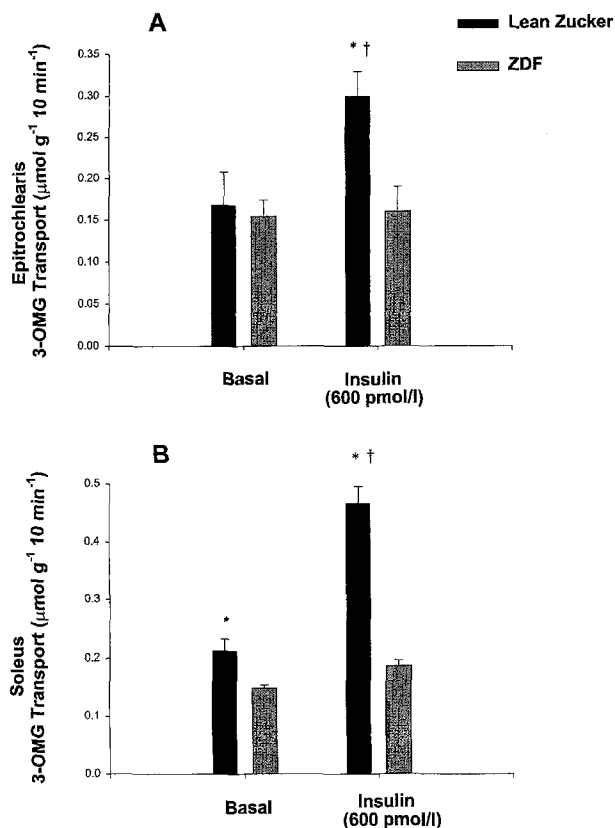 A
Lean Zucker
ZDF
* †
Epitrochlearis
3-OMG Transport (μmol g⁻¹ 10 min⁻¹)
0.35
0.30
0.25
0.20
0.15
0.10
0.05
0.00
Basal
Insulin
(600 pmol/l)
B
* †
*
Soleus
3-OMG Transport (μmol g⁻¹ 10 min⁻¹)
0.5
0.4
0.3
0.2
0.1
0.0
Basal
Insulin
(600 pmol/l)